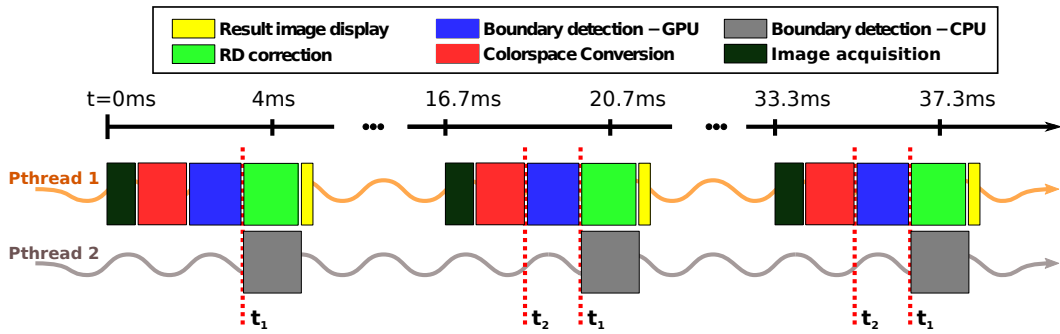 Result image display
Boundary detection – GPU
Boundary detection – CPU
RD correction
Colorspace Conversion
Image acquisition
t=0ms
4ms
16.7ms
20.7ms
33.3ms
37.3ms
Pthread 1
Pthread 2
t1
t2
t1
t2
t1